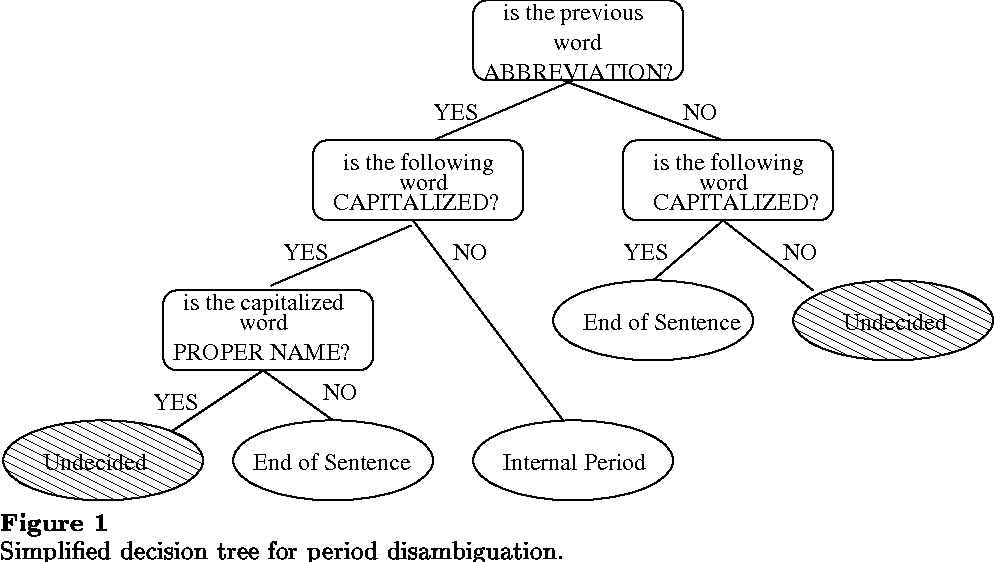 is the previous
word
ABBREVIATION?
YES
NO
is the following
word
CAPITALIZED?
is the following
word
CAPITALIZED?
YES
NO
YES
NO
is the capitalized
word
PROPER NAME?
End of Sentence
Undecided
YES
NO
Undecided
End of Sentence
Internal Period
Figure 1
Simplified decision tree for period disambiguation.